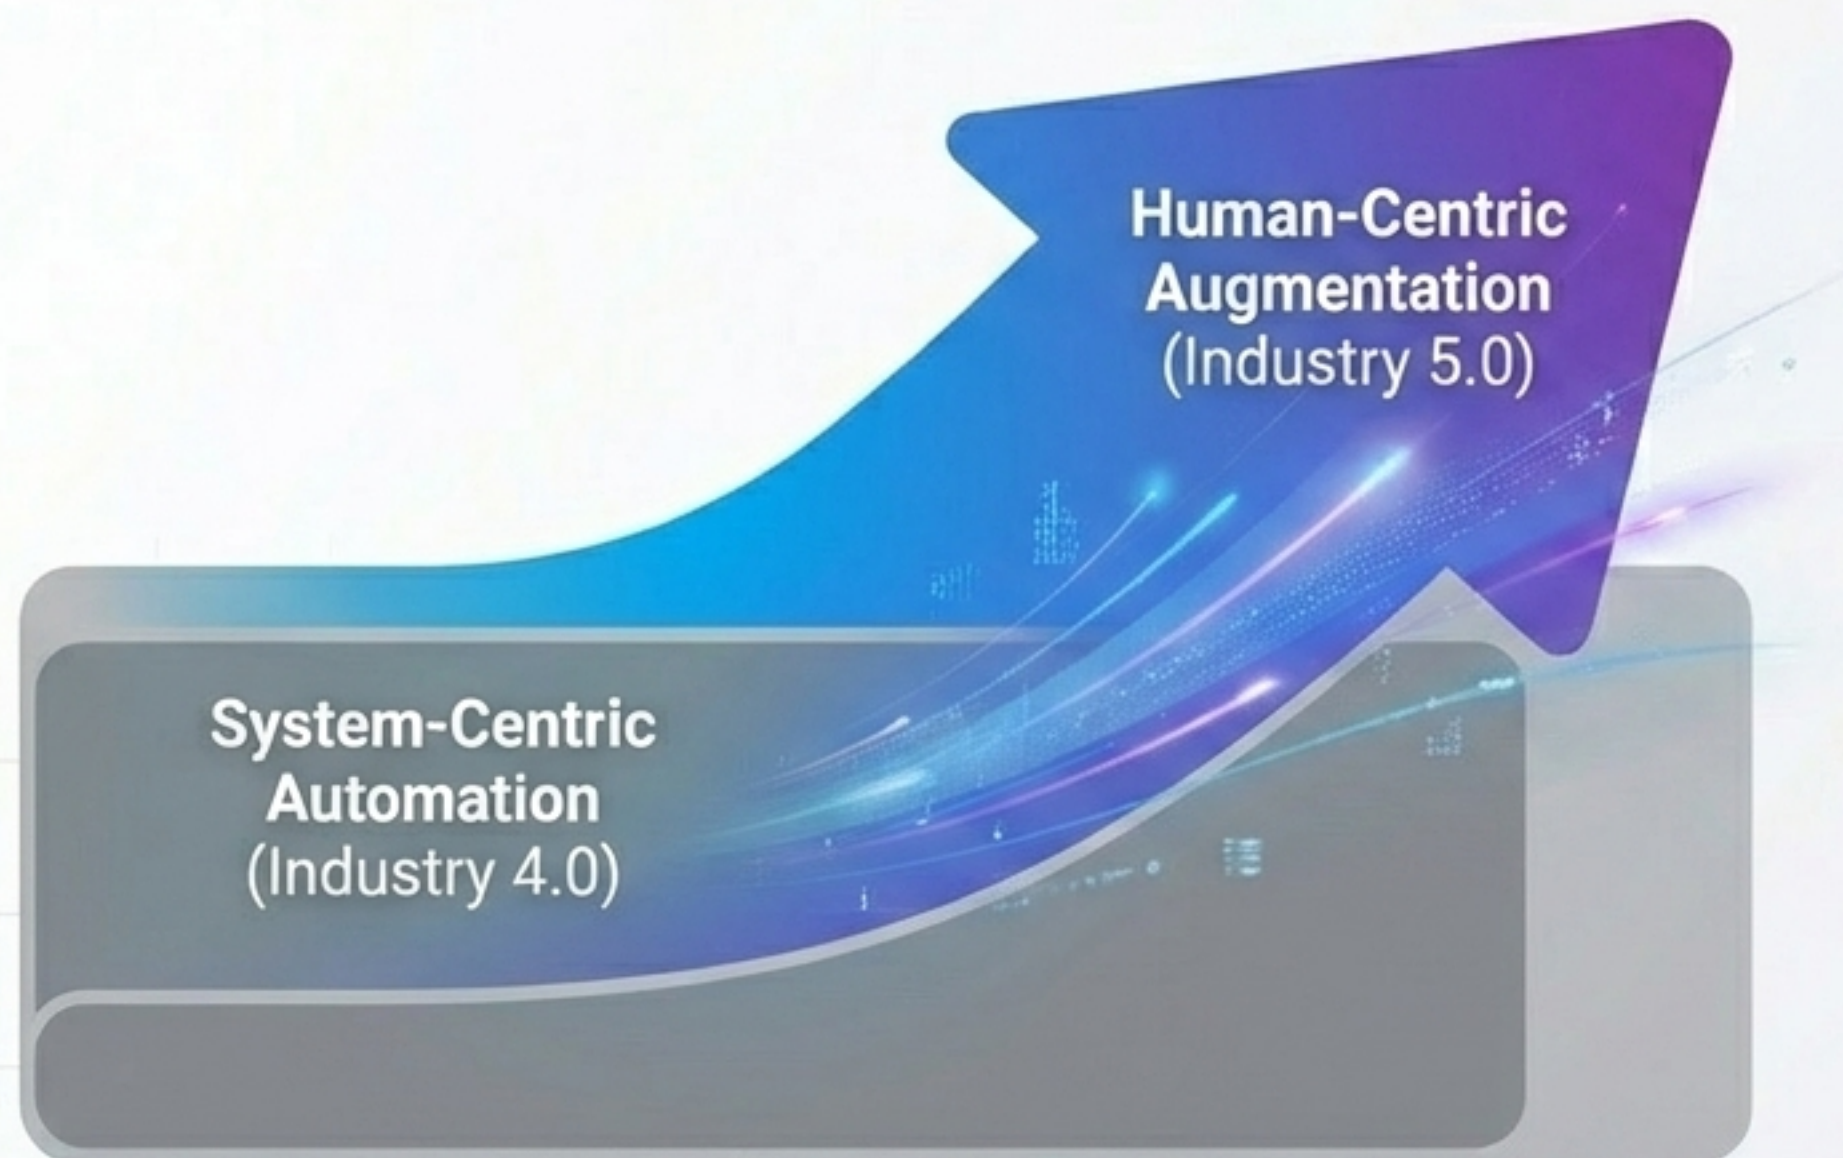 Human-Centric
Augmentation
(Industry 5.0)
System-Centric
Automation
(Industry 4.0)